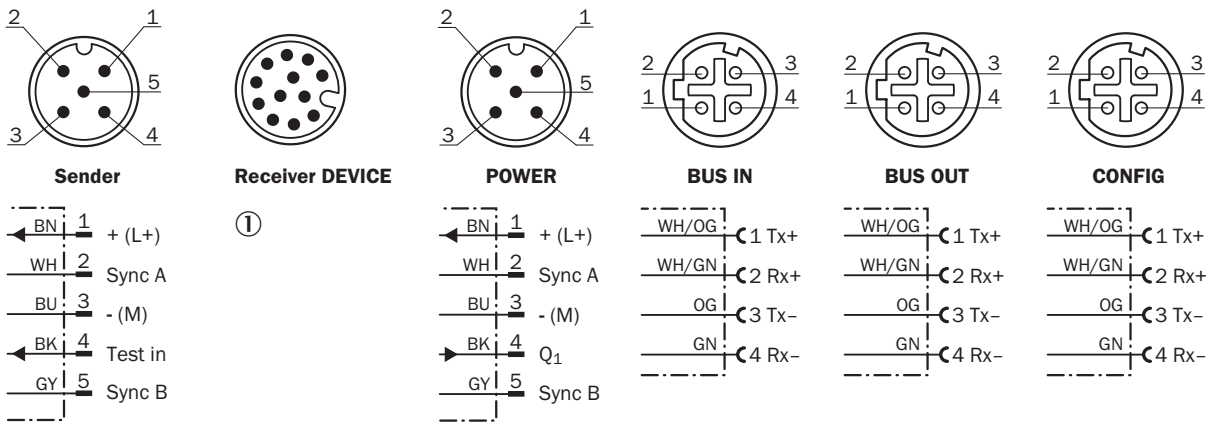 2 1
5
3 4
Sender
BN 1 + (L+)
WH 2 Sync A
BU 3 - (M)
BK 4 Test in
GY 5 Sync B
Receiver DEVICE
①
2 1
5
3 4
POWER
BN 1 + (L+)
WH 2 Sync A
BU 3 - (M)
BK 4 Q1
GY 5 Sync B
2 3
1 4
BUS IN
WH/OG 1 Tx+
WH/GN 2 Rx+
OG 3 Tx–
GN 4 Rx–
2 3
1 4
BUS OUT
WH/OG 1 Tx+
WH/GN 2 Rx+
OG 3 Tx–
GN 4 Rx–
2 3
1 4
CONFIG
WH/OG 1 Tx+
WH/GN 2 Rx+
OG 3 Tx–
GN 4 Rx–